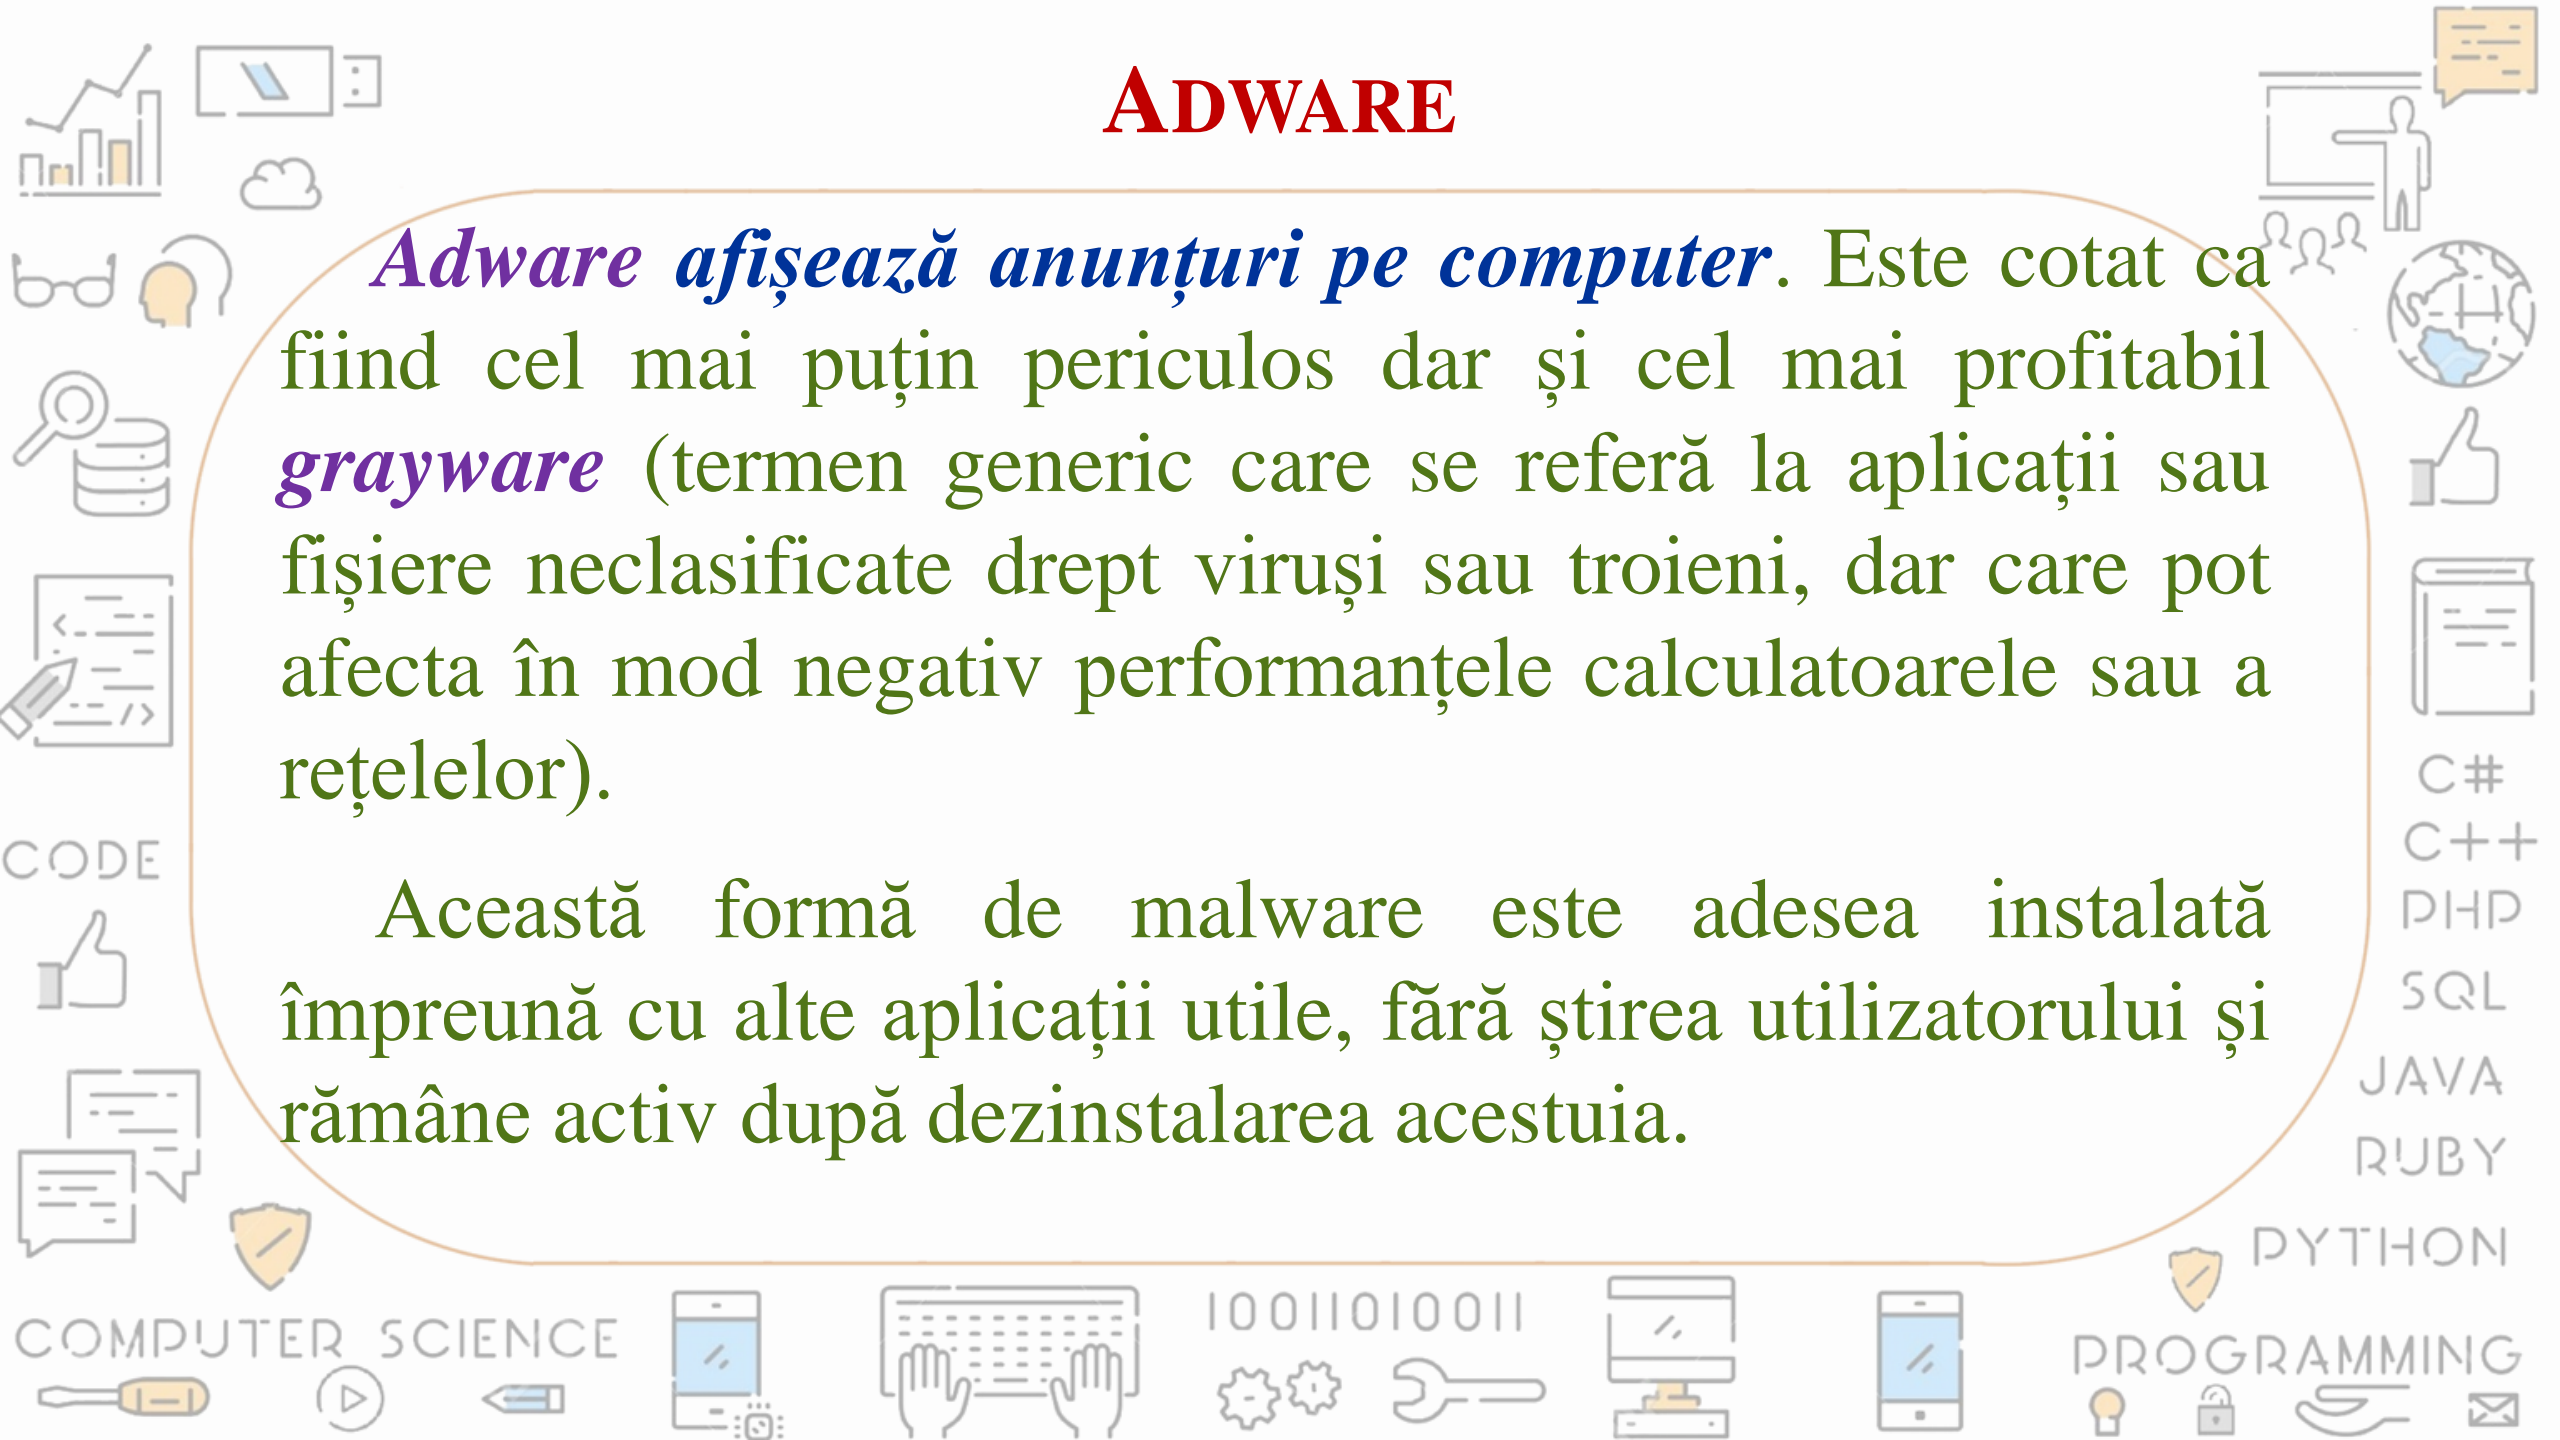 ADWARE
Adware afișează anunțuri pe computer. Este cotat ca
fiind cel mai puțin periculos dar și cel mai profitabil
grayware (termen generic care se referă la aplicații sau
fișiere neclasificate drept viruși sau troieni, dar care pot
afecta în mod negativ performanțele calculatoarele sau a
rețelelor).
Această formă de malware este adesea instalată
împreună cu alte aplicații utile, fără știrea utilizatorului și
rămâne activ după dezinstalarea acestuia.
CODE
C#
C++
PHP
SQL
JAVA
RUBY
PYTHON
COMPUTER SCIENCE
10011010011
PROGRAMMING